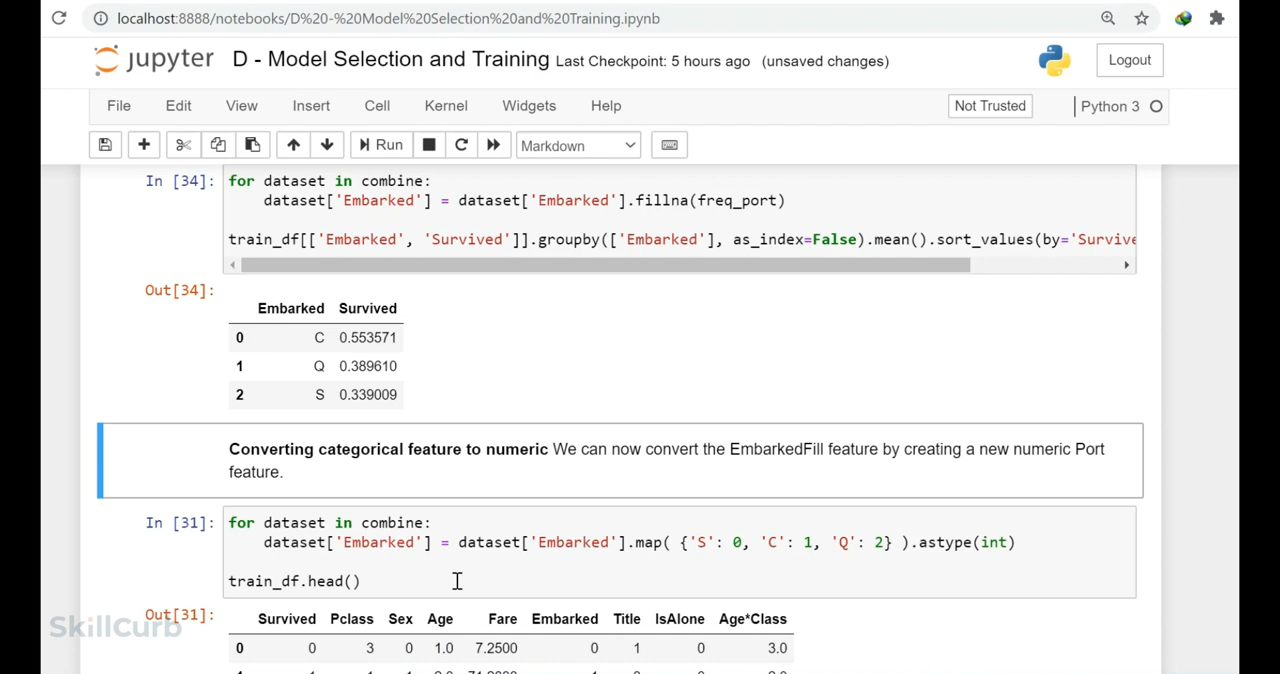 localhost:8888/notebooks/D%20-%20Model%20Selection%20and%20Training.ipynb
jupyter D - Model Selection and Training Last Checkpoint: 5 hours ago (unsaved changes) Logout
File Edit View Insert Cell Kernel Widgets Help Not Trusted Python 3
Run Markdown
In [34]: for dataset in combine:
dataset['Embarked'] = dataset['Embarked'].fillna(freq_port)
train_df[['Embarked', 'Survived']].groupby(['Embarked'], as_index=False).mean().sort_values(by='Survive
Out[34]:
Embarked Survived
0 C 0.553571
1 Q 0.389610
2 S 0.339009
Converting categorical feature to numeric We can now convert the EmbarkedFill feature by creating a new numeric Port
feature.
In [31]: for dataset in combine:
dataset['Embarked'] = dataset['Embarked'].map( {'S': 0, 'C': 1, 'Q': 2} ).astype(int)
train_df.head()
Out[31]:
SkillCurb
Survived Pclass Sex Age Fare Embarked Title IsAlone Age*Class
0 0 3 0 1.0 7.2500 0 1 0 3.0